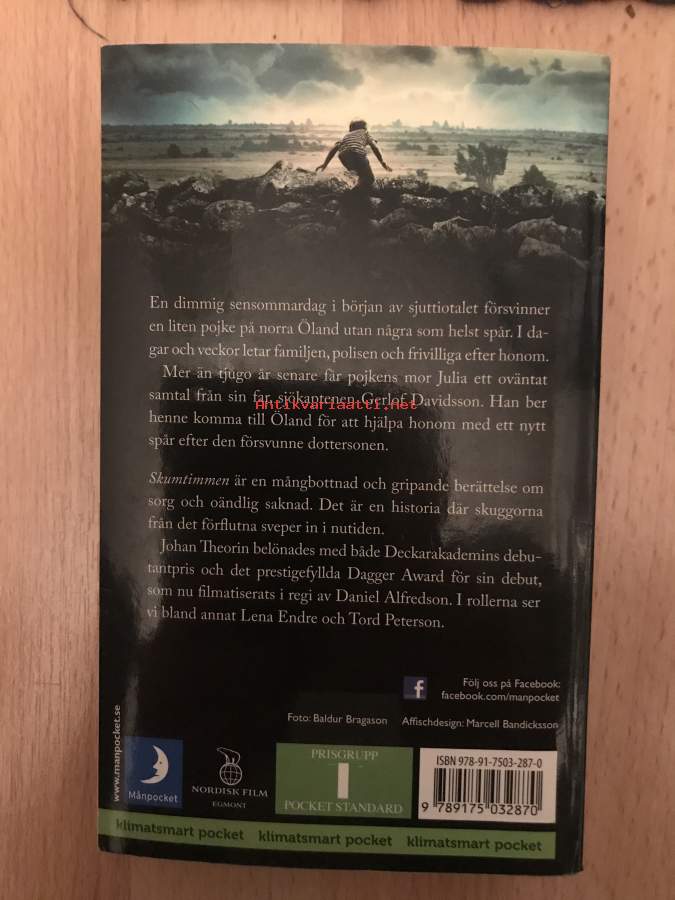 En dimmig sensommardag i början av sjuttiotalet försvinner
en liten pojke på norra Öland utan några som helst spår. I da-
gar och veckor letar familjen, polisen och frivilliga efter honom.
Mer än tjugo år senare får pojkens mor Julia ett oväntat
samtal från sin far, sjökaptenen Gerlof Davidsson. Han ber
Antikvariaatti.net
henne komma till Öland för att hjälpa honom med ett nytt
spår efter den försvunne dottersonen.
Skumtimmen är en mångbottnad och gripande berättelse om
sorg och oändlig saknad. Det är en historia där skuggorna
från det förflutna sveper in i nutiden.
Johan Theorin belönades med både Deckarakademins debu-
tantpris och det prestigefyllda Dagger Award för sin debut,
som nu filmatiserats i regi av Daniel Alfredson. I rollerna ser
vi bland annat Lena Endre och Tord Peterson.
Följ oss på Facebook:
facebook.com/manpocket
Foto: Baldur Bragason Affischdesign: Marcell Bandicksson
www.manpocket.se
Månpocket
NORDISK FILM
EGMONT
PRISGRUPP
1
POCKET STANDARD
ISBN 978-91-7503-287-0
9 789175 032870
klimatsmart pocket klimatsmart pocket klimatsmart pocket